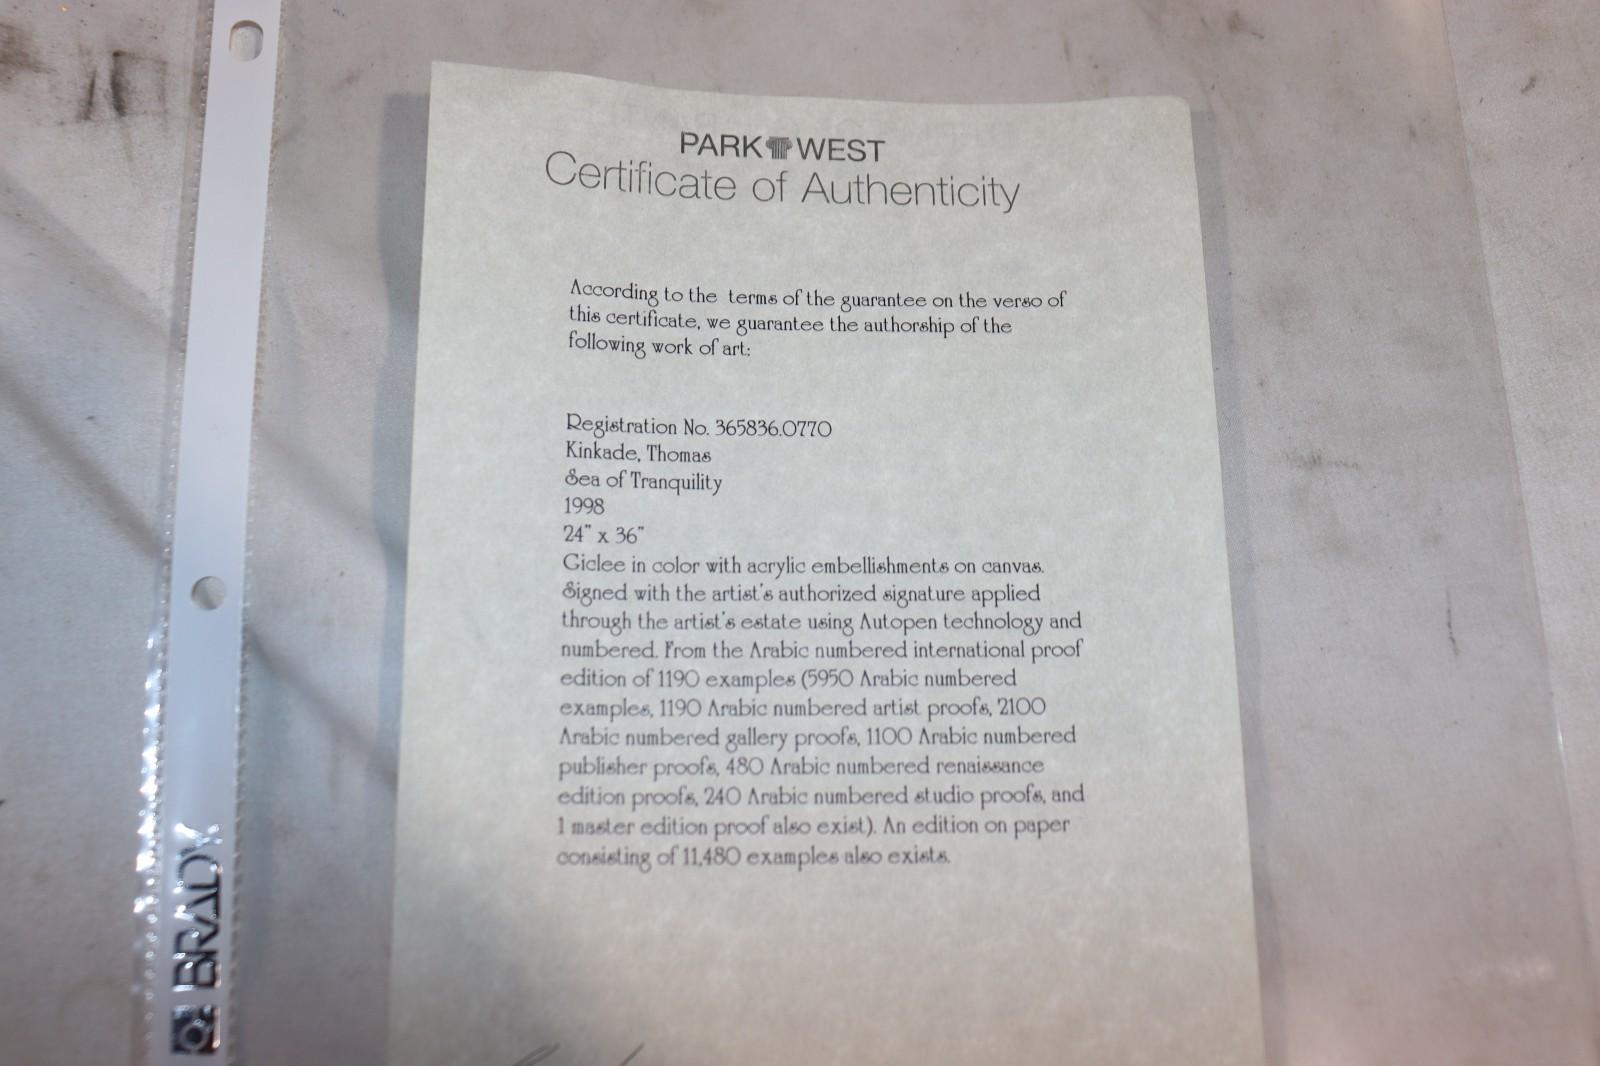 PARK WEST
Certificate of Authenticity
According to the terms of the guarantee on the verso of
this certificate, we guarantee the authorship of the
following work of art:
Registration No. 365836.0770
Kinkade, Thomas
Sea of Tranquility
1998
24" x 36"
Giclee in color with acrylic embellishments on canvas.
Signed with the artist's authorized signature applied
through the artist's estate using Autopen technology and
numbered. From the Arabic numbered international proof
edition of 1190 examples (5950 Arabic numbered
examples, 1190 Arabic numbered artist proofs, 2100
Arabic numbered gallery proofs, 1100 Arabic numbered
publisher proofs, 480 Arabic numbered renaissance
edition proofs, 240 Arabic numbered studio proofs, and
1 master edition proof also exist). An edition on paper
consisting of 11,480 examples also exists.
BRADY